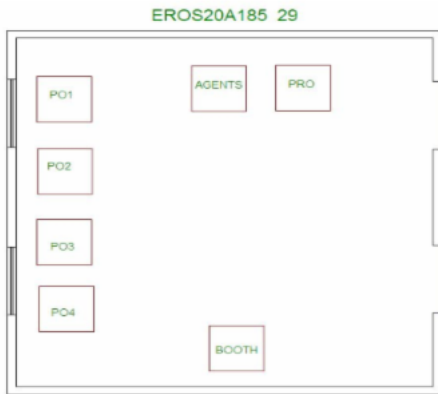 EROS20A185 29
AGENTS PRO
PO1
PO2
PO3
PO4
BOOTH